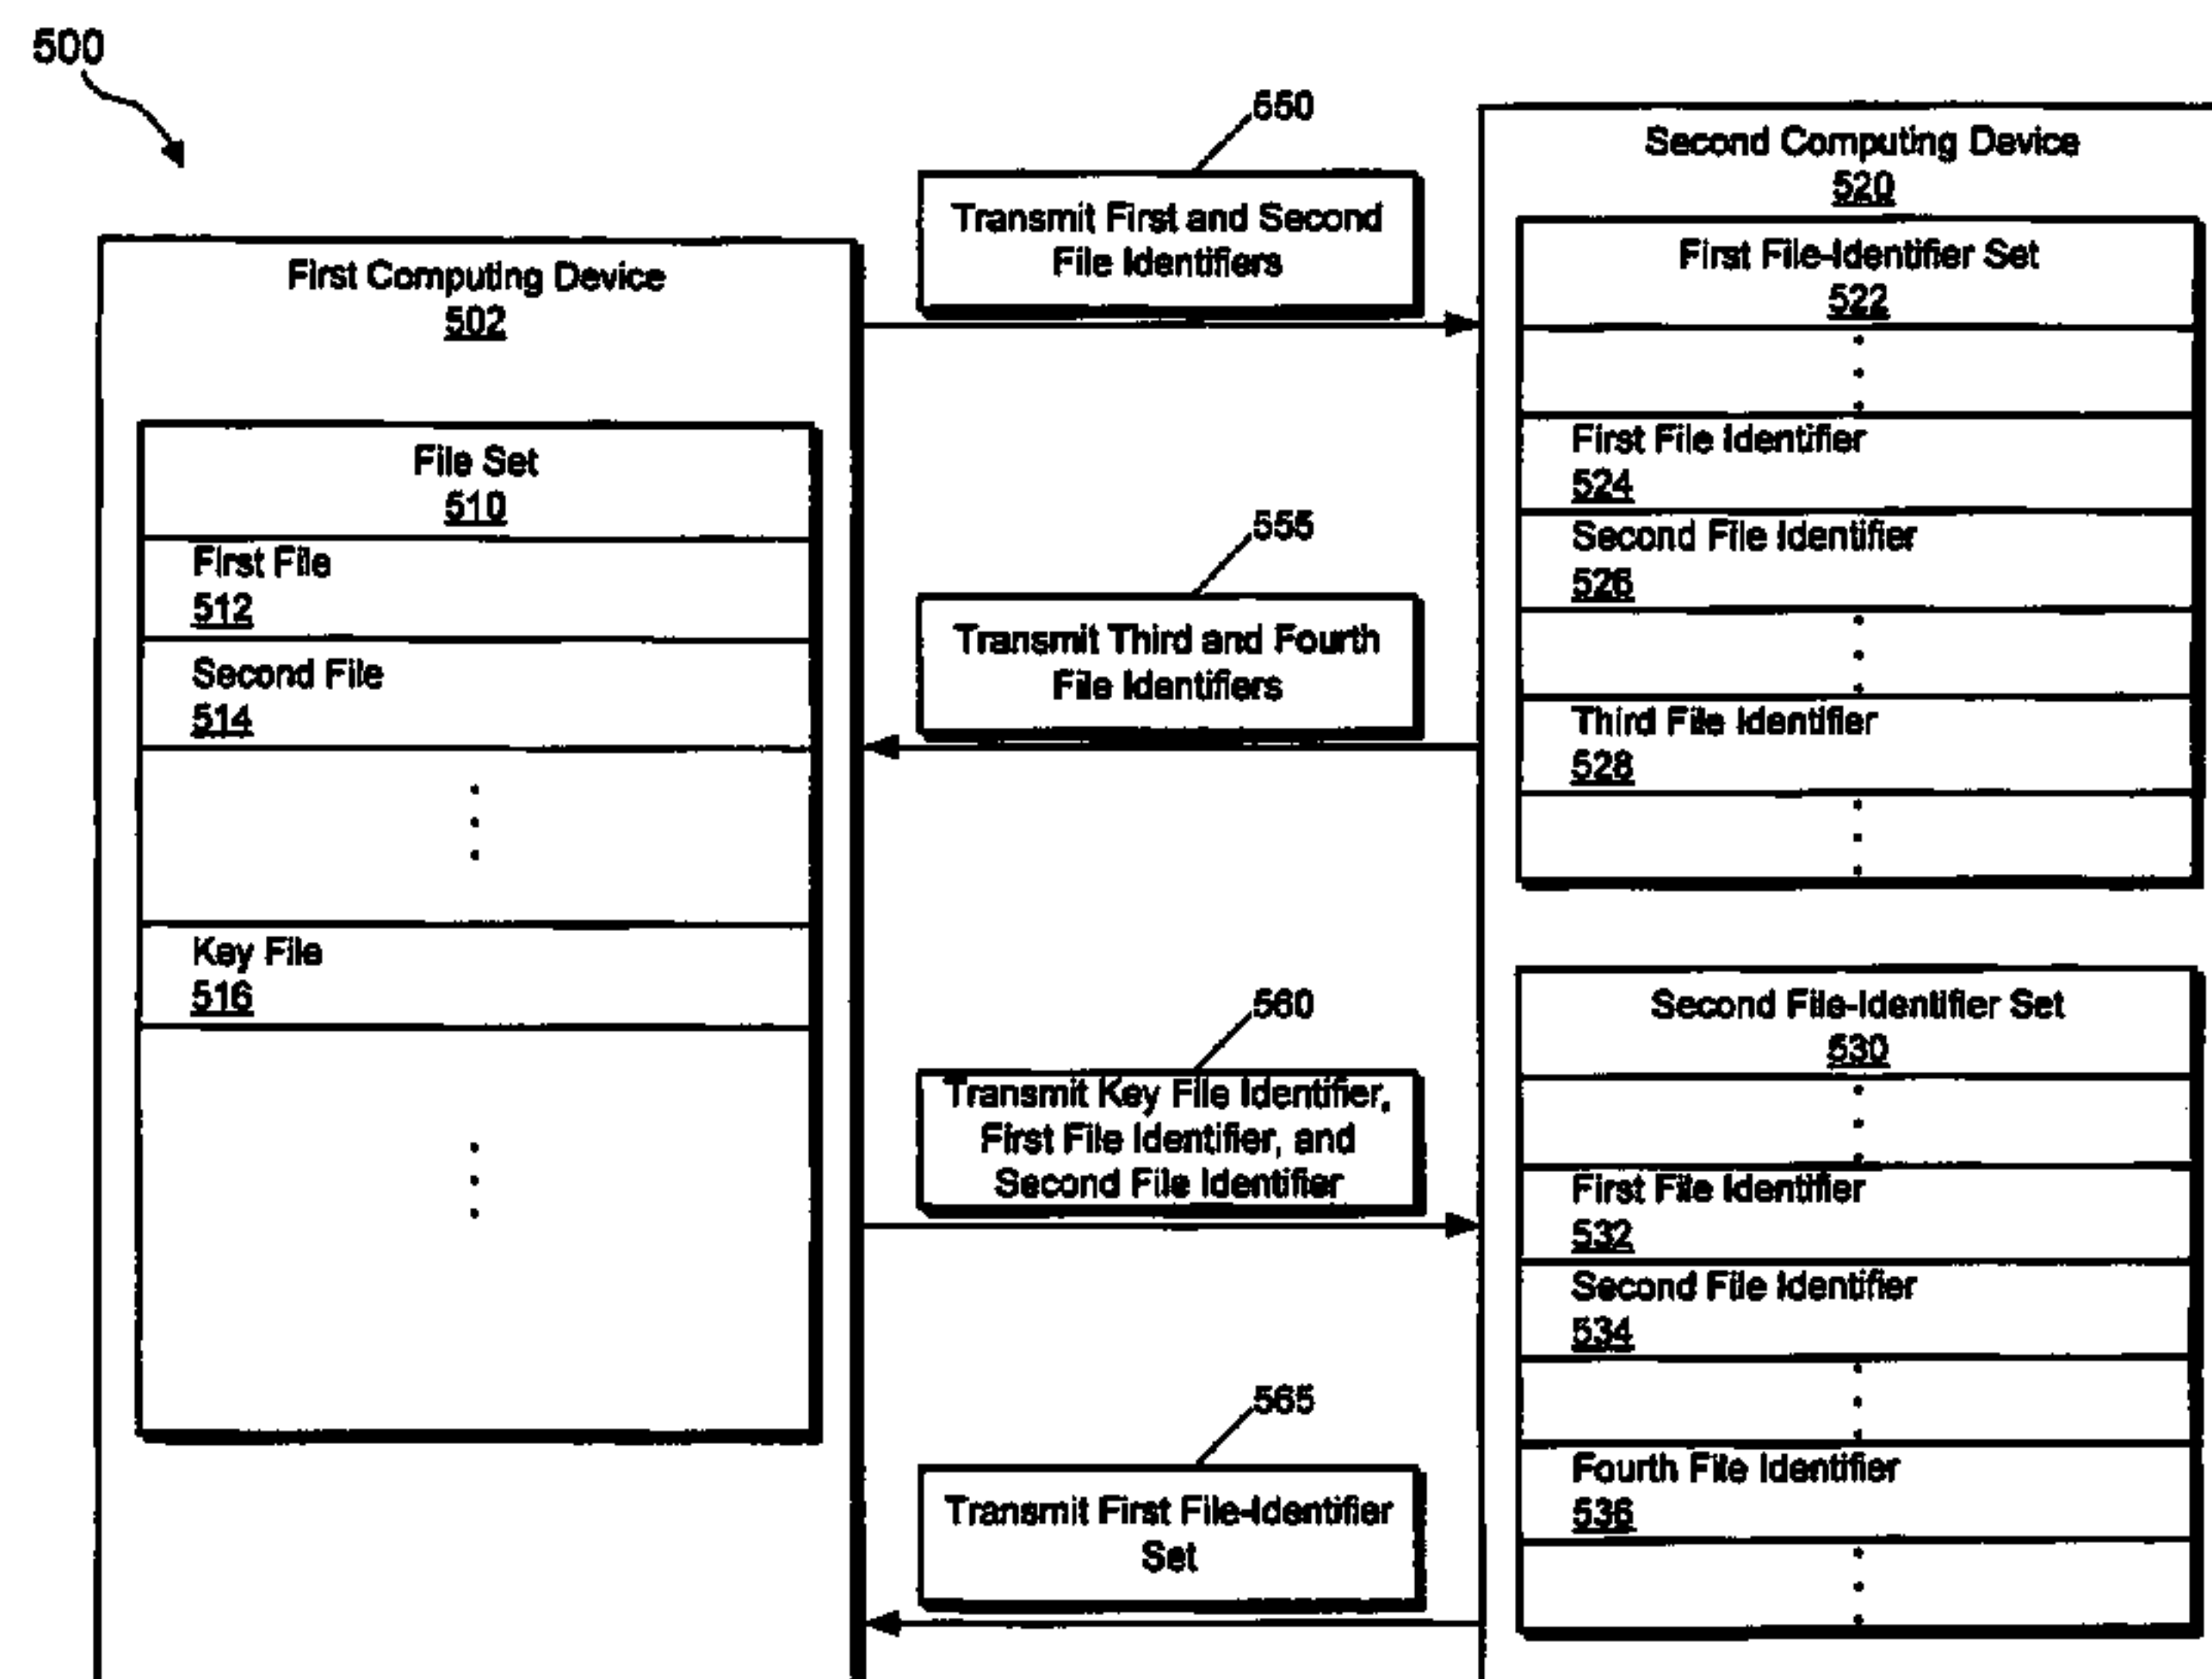 500
First Computing Device
502
File Set
510
First File
512
Second File
514
Key File
516
550
Transmit First and Second
File Identifiers
555
Transmit Third and Fourth
File Identifiers
560
Transmit Key File Identifier,
First File Identifier, and
Second File Identifier
565
Transmit First File-Identifier
Set
Second Computing Device
520
First File-Identifier Set
522
First File Identifier
524
Second File Identifier
526
Third File Identifier
528
Second File-Identifier Set
530
First File Identifier
532
Second File Identifier
534
Fourth File Identifier
536